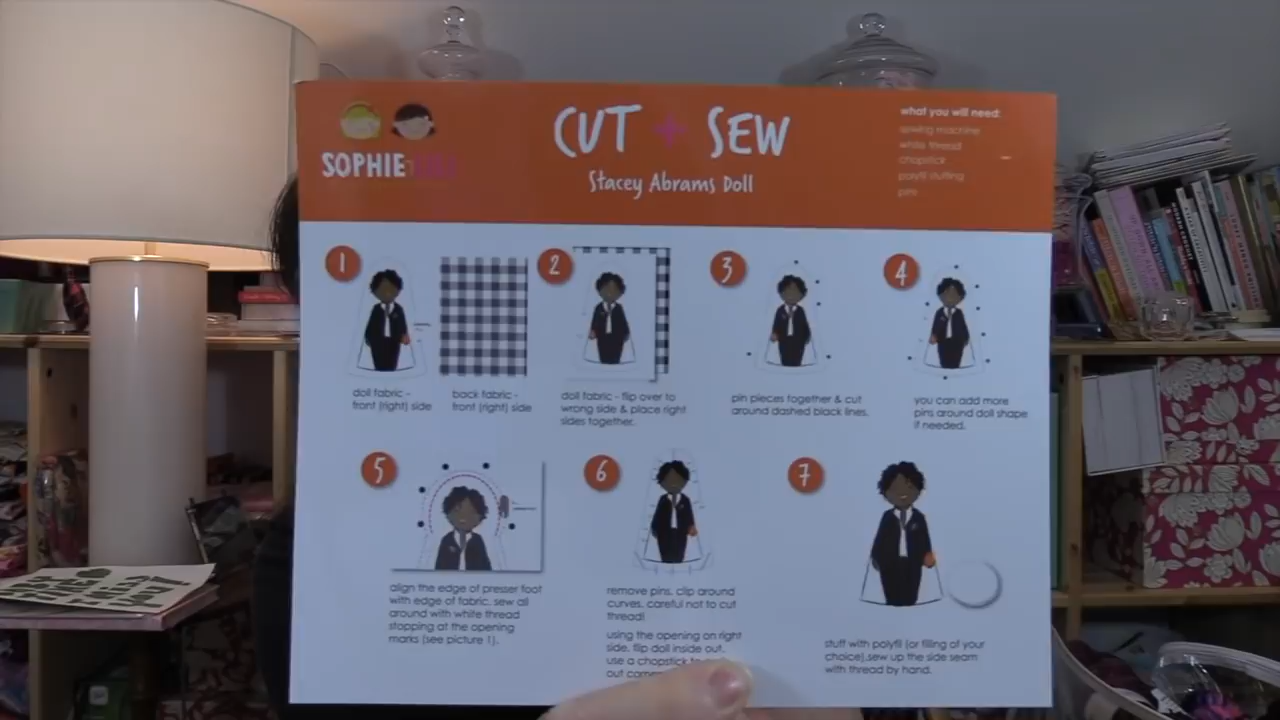 SOPHIE
CUT + SEW
Stacey Abrams Doll
what you will need:
sewing machine
white thread
chopstick
polyfil stuffing
pins
1
doll fabric -
front (right) side
back fabric -
front (right) side
2
doll fabric - flip over to
wrong side & place right
sides together.
3
pin pieces together & cut
around dashed black lines.
4
you can add more
pins around doll shape
if needed.
5
align the edge of presser foot
with edge of fabric, sew all
around with white thread
stopping at the opening
marks (see picture 1).
6
remove pins, clip around
curves, careful not to cut
thread!
using the opening on right
side, flip doll inside out.
use a chopstick
out
7
stuff with polyfil (or filling of your
choice),sew up the side seam
with thread by hand.
MISS
YOU!